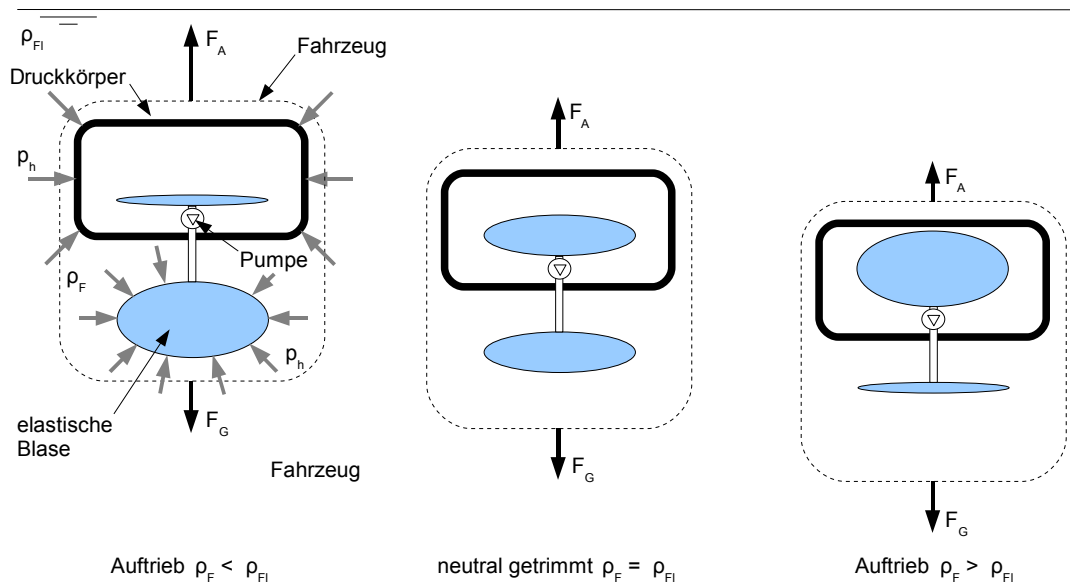 ρFl
FA
Fahrzeug
Druckkörper
ph
Pumpe
ρF
ph
elastische
Blase
FG
Fahrzeug
Auftrieb ρF < ρFl
FA
FG
neutral getrimmt ρF = ρFl
FA
FG
Auftrieb ρF > ρFl